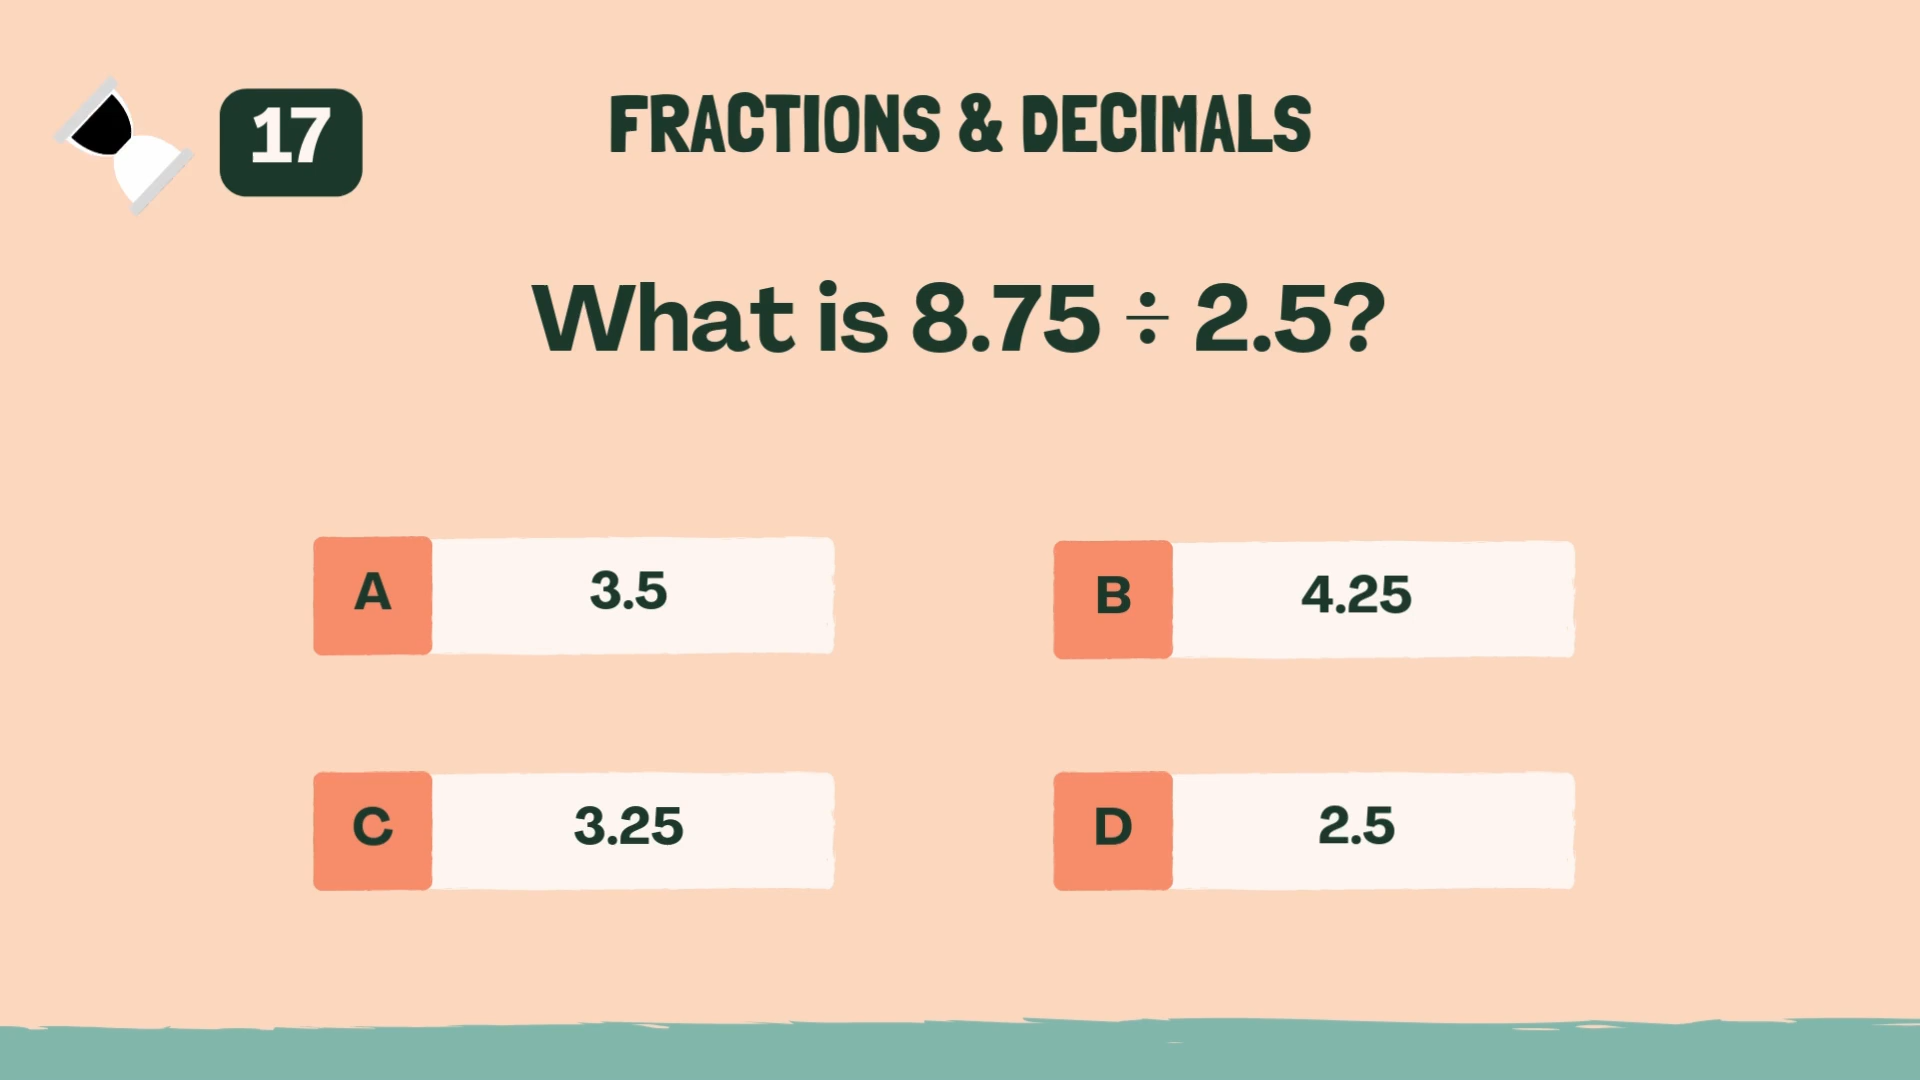 17
FRACTIONS & DECIMALS
What is 8.75 ÷ 2.5?
A 3.5
B 4.25
C 3.25
D 2.5